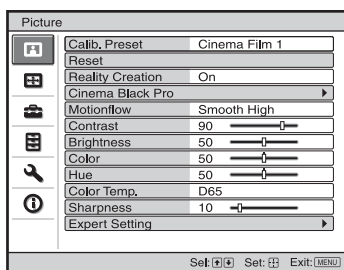 Picture
Calib. Preset Cinema Film 1
Reset
Reality Creation On
Cinema Black Pro
Motionflow Smooth High
Contrast 90
Brightness 50
Color 50
Hue 50
Color Temp. D65
Sharpness 10
Expert Setting
Sel: Set: Exit: MENU